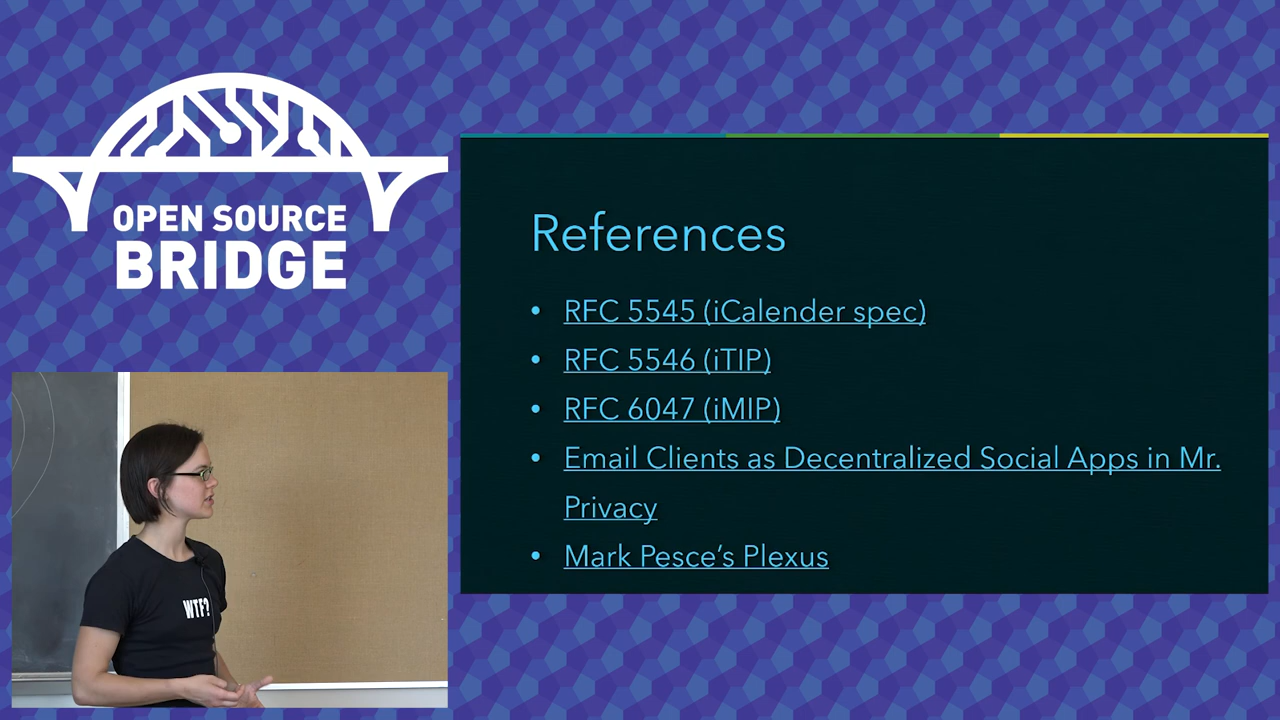 OPEN SOURCE
BRIDGE
References
• RFC 5545 (iCalender spec)
• RFC 5546 (iTIP)
• RFC 6047 (iMIP)
• Email Clients as Decentralized Social Apps in Mr.
Privacy
• Mark Pesce’s Plexus
WTF?